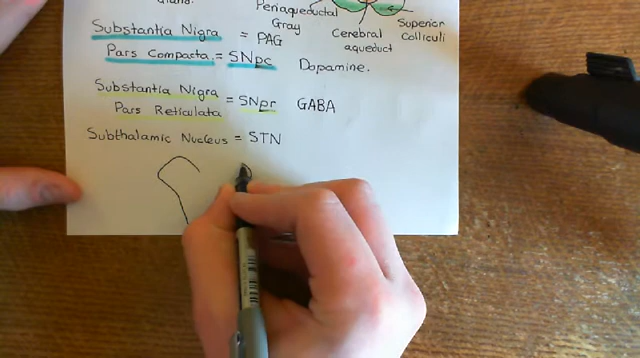 Periaqueductal
Gray
Cerebral
aqueduct
Superior
Colliculi
Substantia Nigra = PAG
Pars Compacta = SNpc
Dopamine.
Substantia Nigra
Pars Reticulata = SNpr GABA
Subthalamic Nucleus = STN